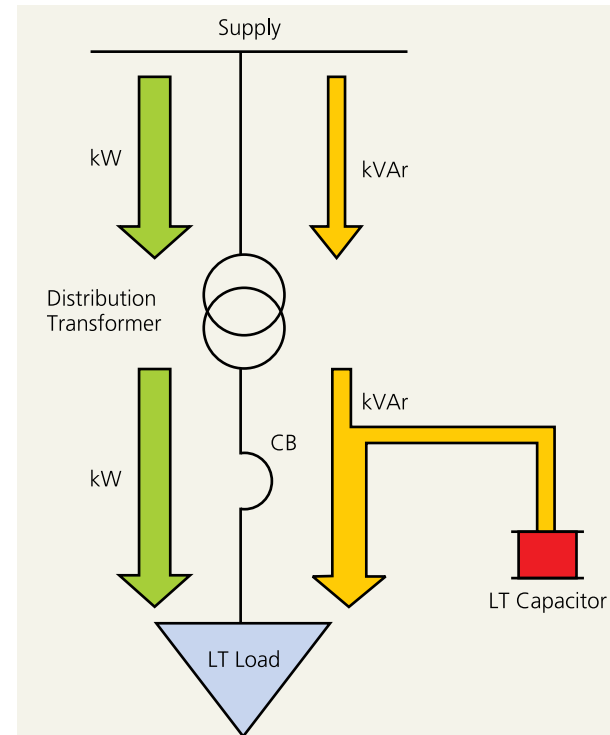 Supply
kW
kVAr
Distribution
Transformer
kVAr
CB
kW
LT Capacitor
LT Load